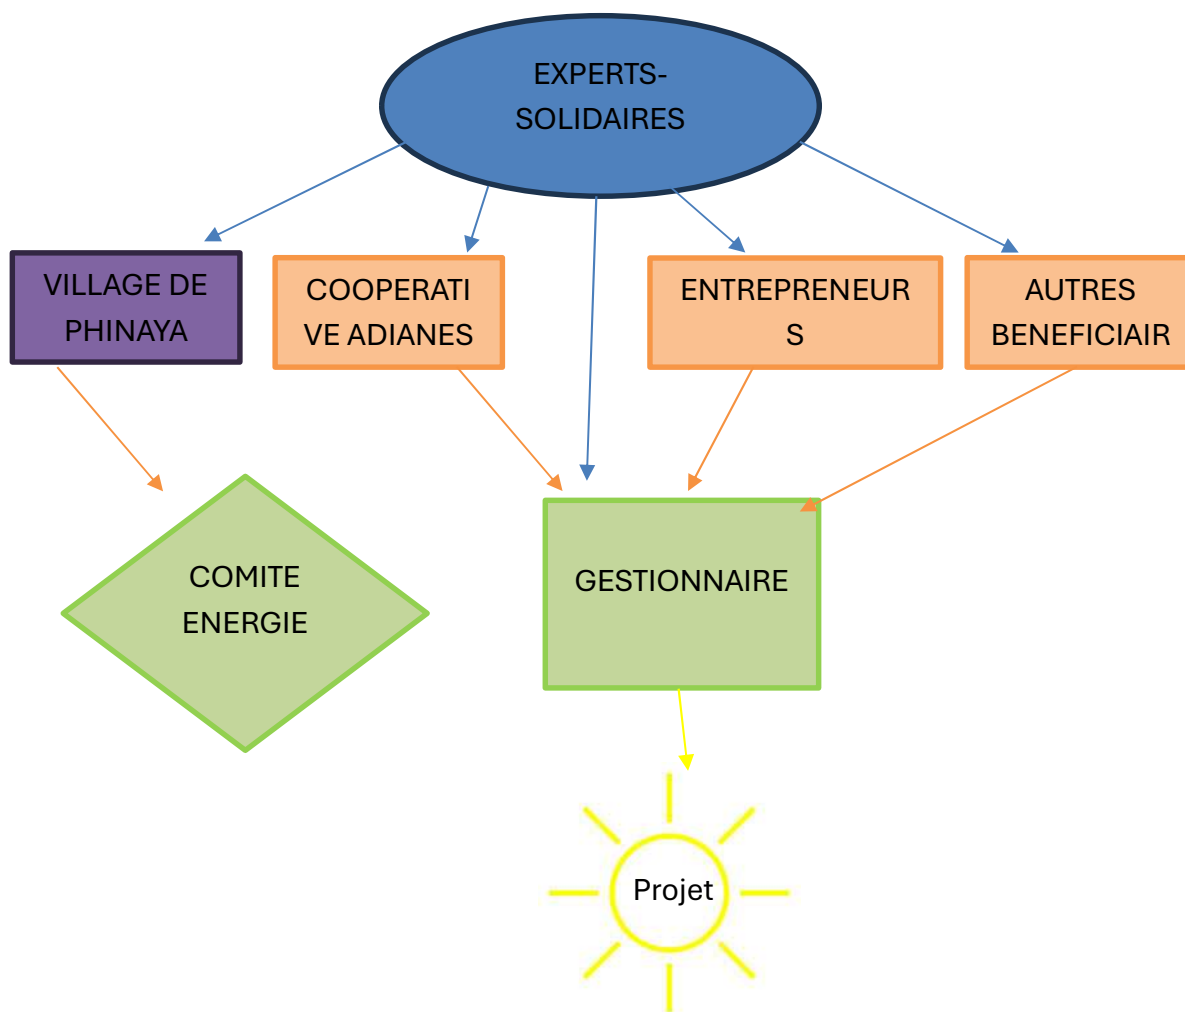 EXPERTS-
SOLIDAIRES
VILLAGE DE
PHINAYA
COOPERATI
VE ADIANES
ENTREPRENEUR
S
AUTRES
BENEFICIAIR
COMITE
ENERGIE
GESTIONNAIRE
Projet